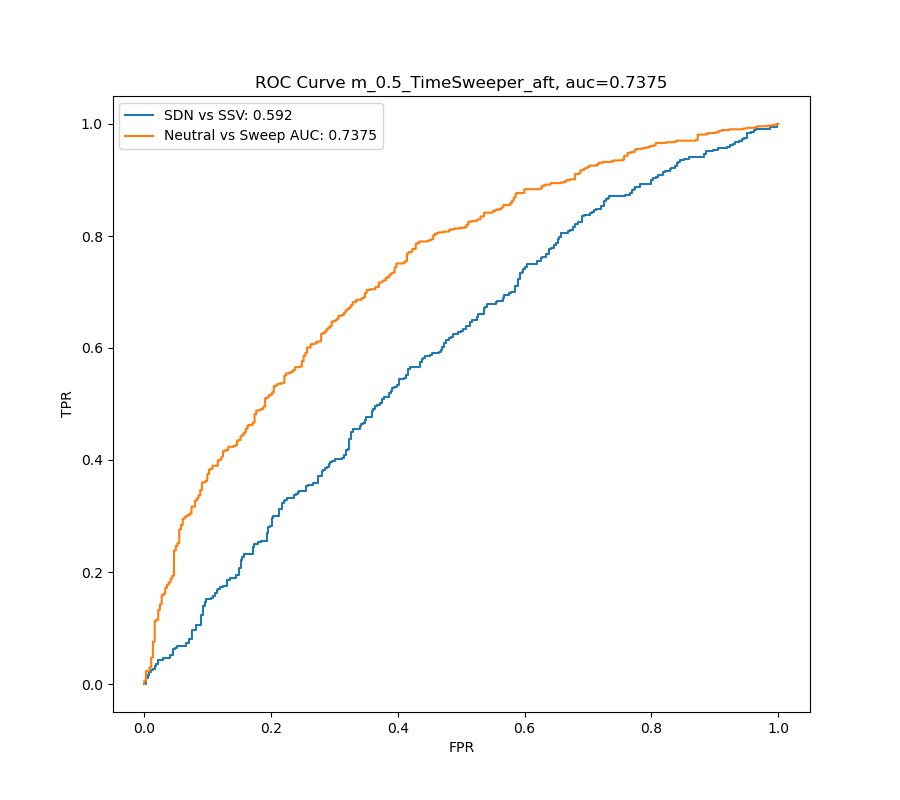 ROC Curve m_0.5_TimeSweeper_aft, auc=0.7375
SDN vs SSV: 0.592
Neutral vs Sweep AUC: 0.7375
1.0
0.8
0.6
0.4
0.2
0.0
TPR
0.0 0.2 0.4 0.6 0.8 1.0
FPR